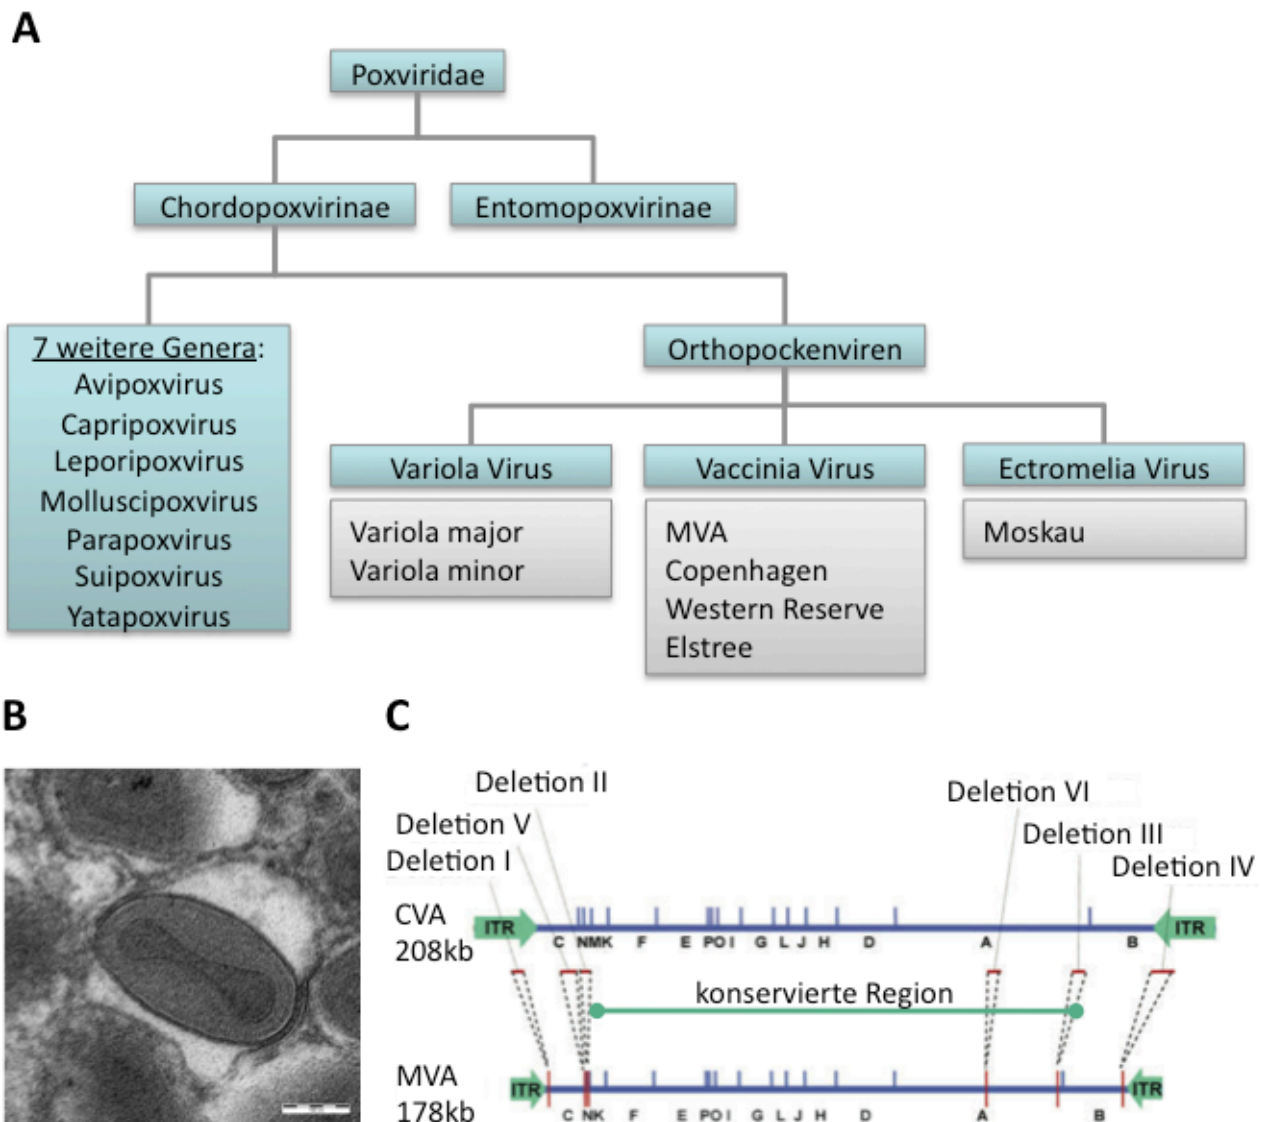 A
Poxviridae
Chordopoxvirinae
Entomopoxvirinae
7 weitere Genera:
Avipoxvirus
Capripoxvirus
Leporipoxvirus
Molluscipoxvirus
Parapoxvirus
Suipoxvirus
Yatapoxvirus
Orthopockenviren
Variola Virus
Variola major
Variola minor
Vaccinia Virus
MVA
Copenhagen
Western Reserve
Elstree
Ectromelia Virus
Moskau
B
C
Deletion II
Deletion V
Deletion I
Deletion VI
Deletion III
Deletion IV
CVA
208kb
ITR
ITR
C NMK F E POI G L J H D A B
konservierte Region
MVA
178kb
ITR
ITR
C NK F E POI G L J H D A B